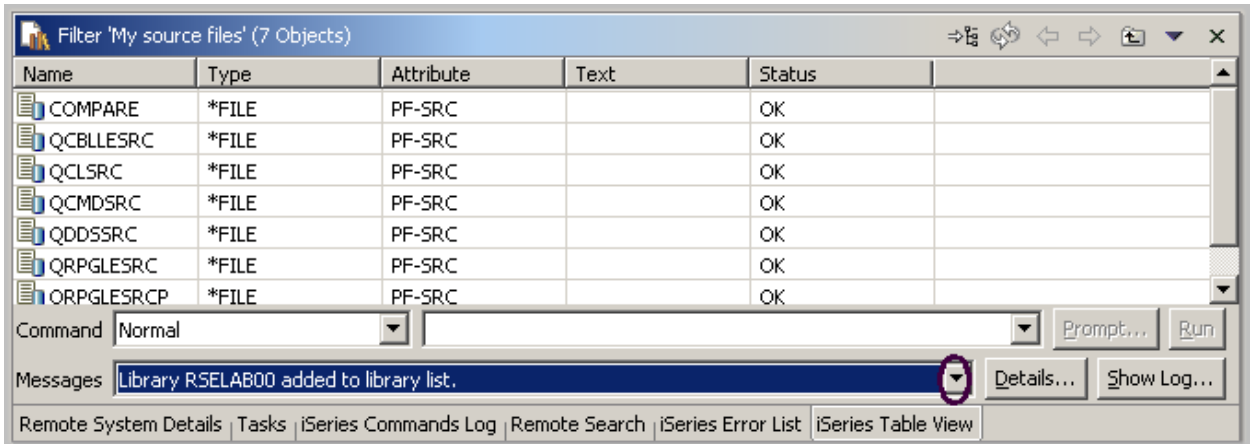 Filter 'My source files' (7 Objects)
Name Type Attribute Text Status
COMPARE *FILE PF-SRC OK
QCBLLESRC *FILE PF-SRC OK
QCLSRC *FILE PF-SRC OK
QCMDSRC *FILE PF-SRC OK
QDDSSRC *FILE PF-SRC OK
QRPGLESRC *FILE PF-SRC OK
QRPGLESRCP *FILE PF-SRC OK
Command Normal Prompt... Run
Messages Library RSELAB00 added to library list. Details... Show Log...
Remote System Details Tasks iSeries Commands Log Remote Search iSeries Error List iSeries Table View